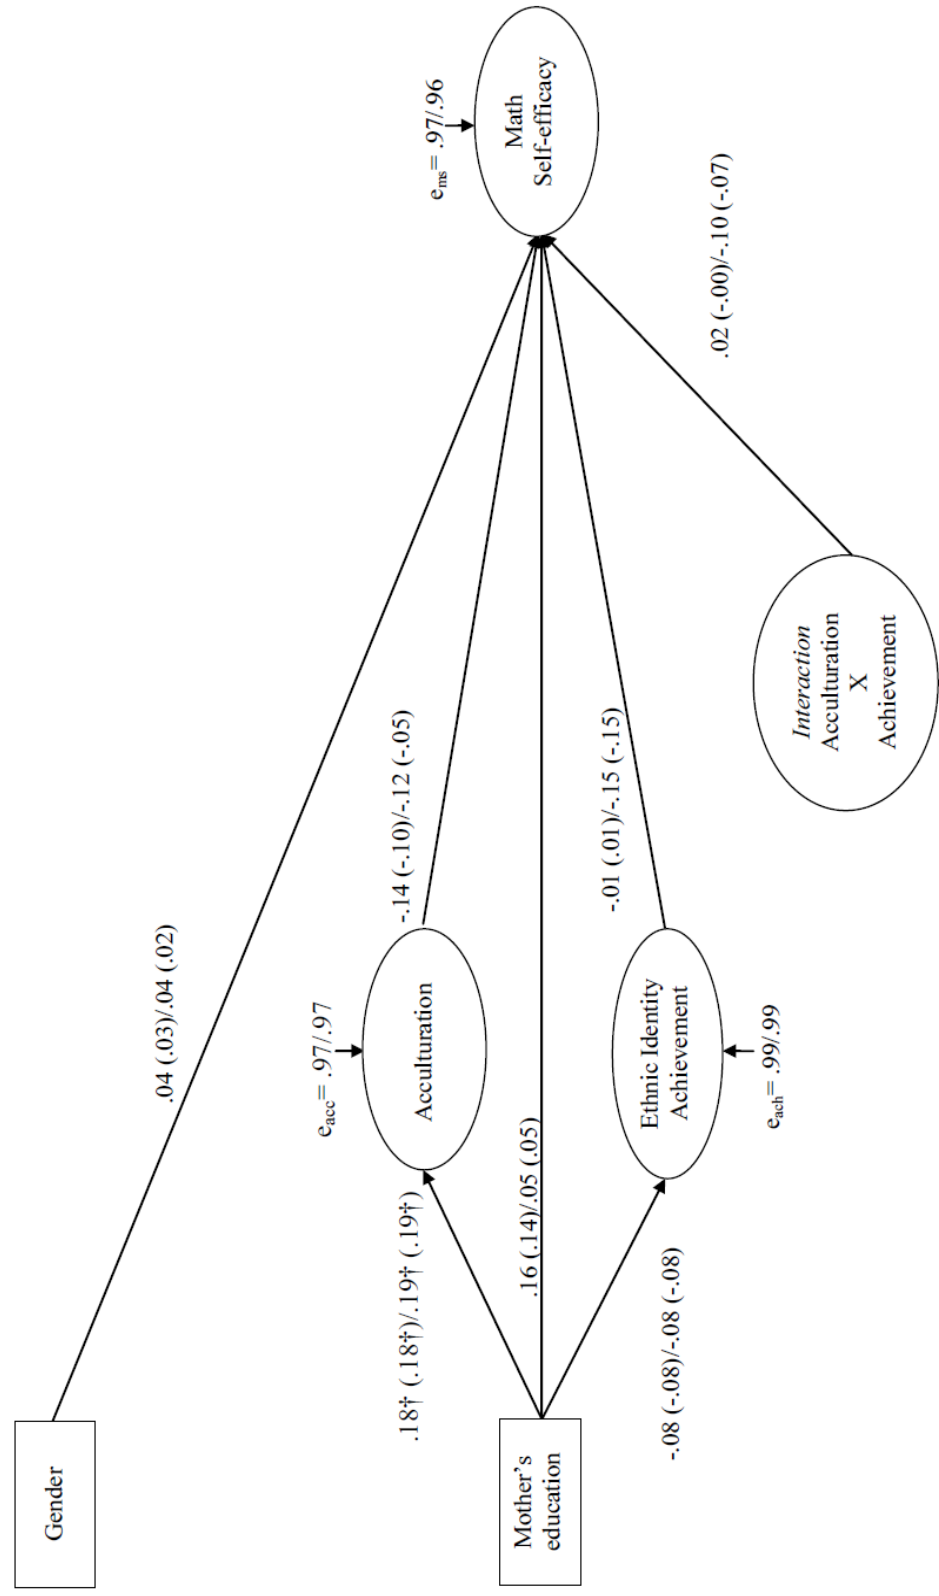 Gender
.04 (.03)/.04 (.02)
e_ms= .97/.96
Math
Self-efficacy
e_acc= .97/.97
Acculturation
-.14 (-.10)/-.12 (-.05)
.18† (.18†)/.19† (.19†)
Mother’s
education
.16 (.14)/.05 (.05)
-.01 (.01)/-.15 (-.15)
Ethnic Identity
Achievement
-.08 (-.08)/-.08 (-.08)
e_ach= .99/.99
.02 (-.00)/-.10 (-.07)
Interaction
Acculturation
X
Achievement